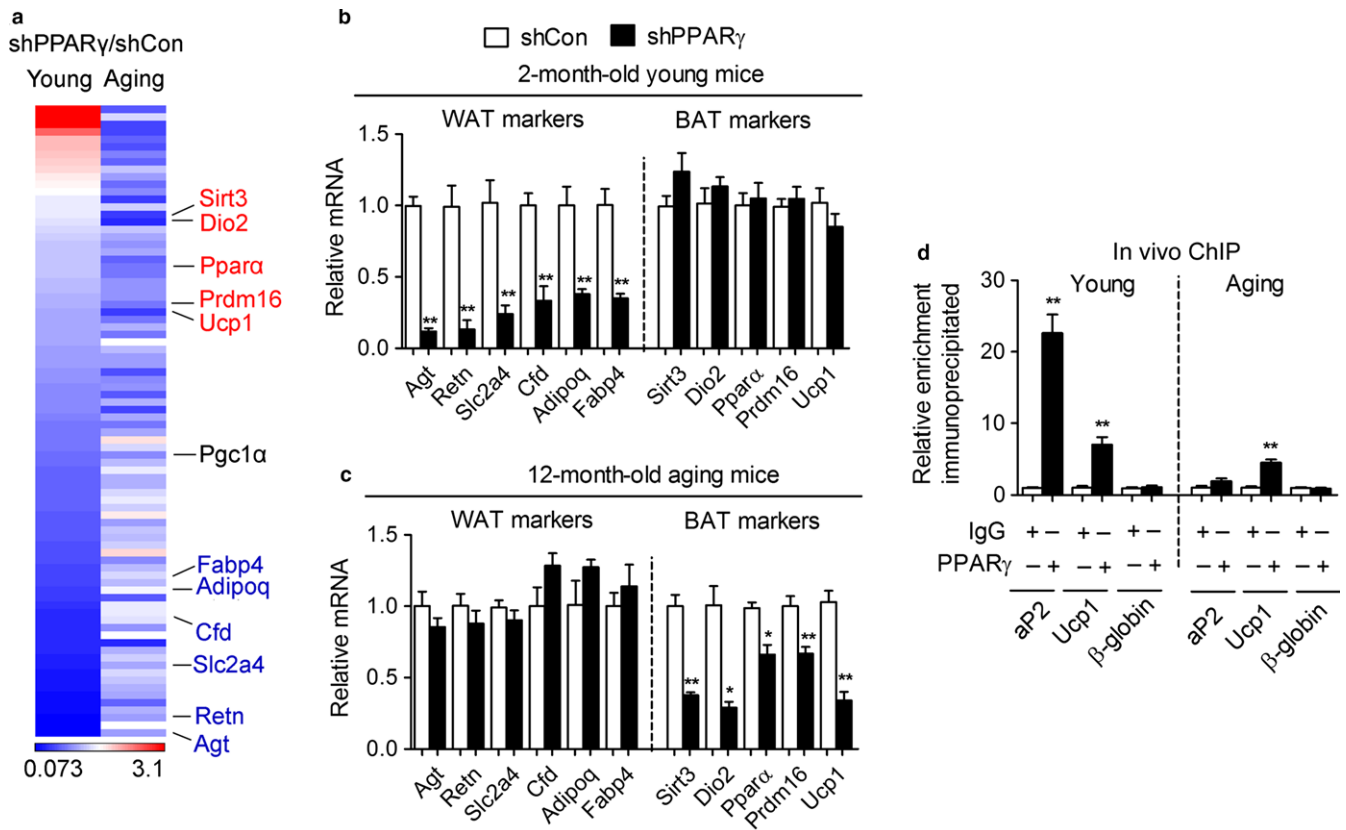 a
shPPARγ/shCon
Young Aging
Sirt3
Dio2
Pparα
Prdm16
Ucp1
Pgc1α
Fabp4
Adipoq
Cfd
Slc2a4
Retn
Agt
0.073 3.1
b
shCon shPPARγ
2-month-old young mice
WAT markers BAT markers
Relative mRNA
1.5
1.0
0.5
0.0
** ** ** ** ** **
Agt Retn Slc2a4 Cfd Adipoq Fabp4 Sirt3 Dio2 Pparα Prdm16 Ucp1
c
12-month-old aging mice
WAT markers BAT markers
Relative mRNA
1.5
1.0
0.5
0.0
** * * ** **
Agt Retn Slc2a4 Cfd Adipoq Fabp4 Sirt3 Dio2 Pparα Prdm16 Ucp1
d
In vivo ChIP
Young Aging
Relative enrichment
immunoprecipitated
30
20
10
0
** ** **
IgG + − + − + − + − + − + −
PPARγ − + − + − + − + − + − +
aP2 Ucp1 β-globin aP2 Ucp1 β-globin